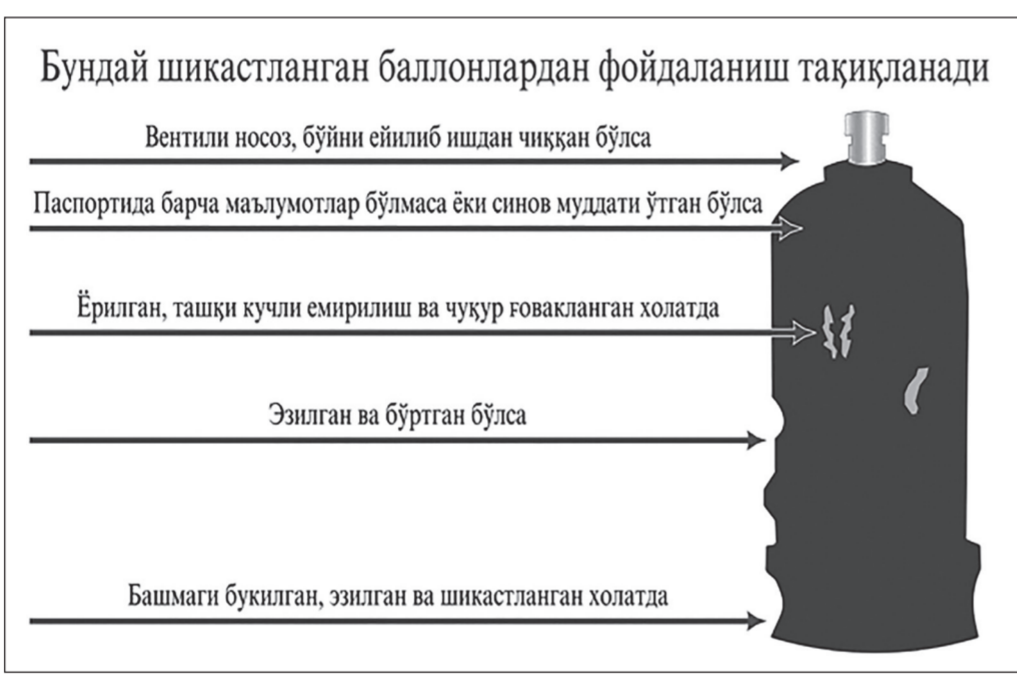 Бундай шикастланган баллонлардан фойдаланиш тақиқланади
Вентили носоз, бўйни ейилиб ишдан чиққан бўлса
Паспортида барча маълумотлар бўлмаса ёки синов муддати ўтган бўлса
Ёрилган, ташқи кучли емирилиш ва чуқур ғовакланган холатда
Эзилган ва бўртган бўлса
Башмаги букилган, эзилган ва шикастланган холатда